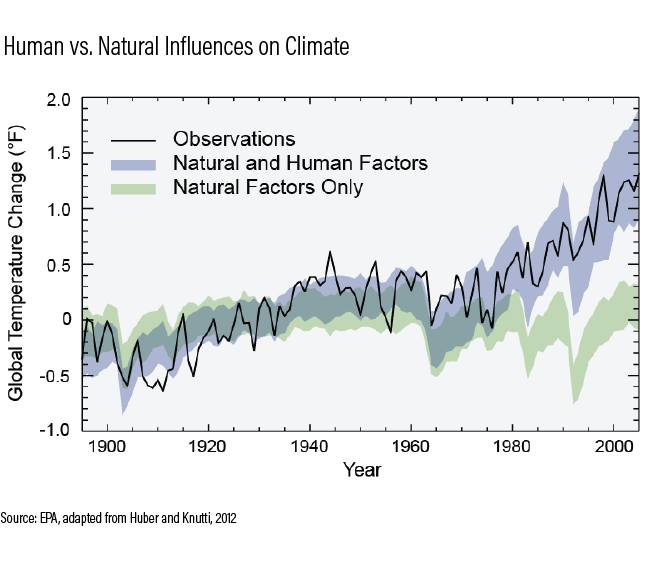 Human vs. Natural Influences on Climate
2.0
1.5
1.0
0.5
0
-0.5
-1.0
Global Temperature Change (°F)
Observations
Natural and Human Factors
Natural Factors Only
1900 1920 1940 1960 1980 2000
Year
Source: EPA, adapted from Huber and Knutti, 2012